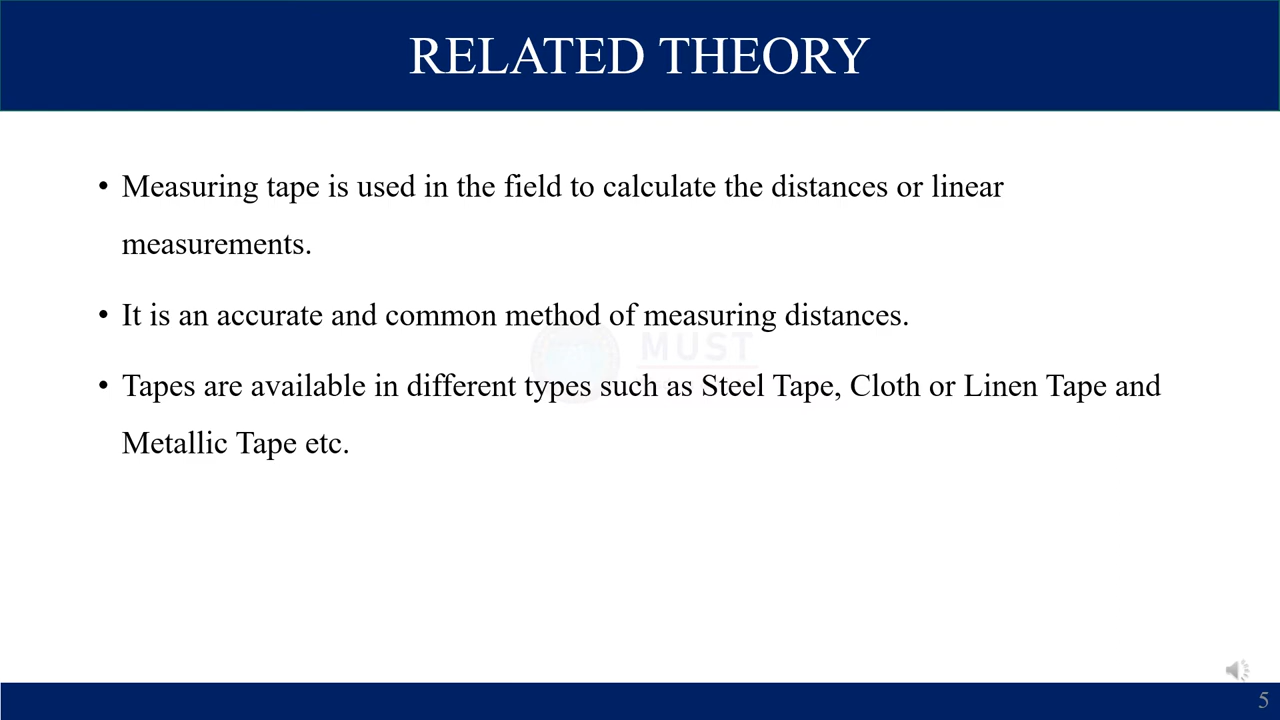 RELATED THEORY
• Measuring tape is used in the field to calculate the distances or linear
measurements.
• It is an accurate and common method of measuring distances.
MUST
• Tapes are available in different types such as Steel Tape, Cloth or Linen Tape and
Metallic Tape etc.
5